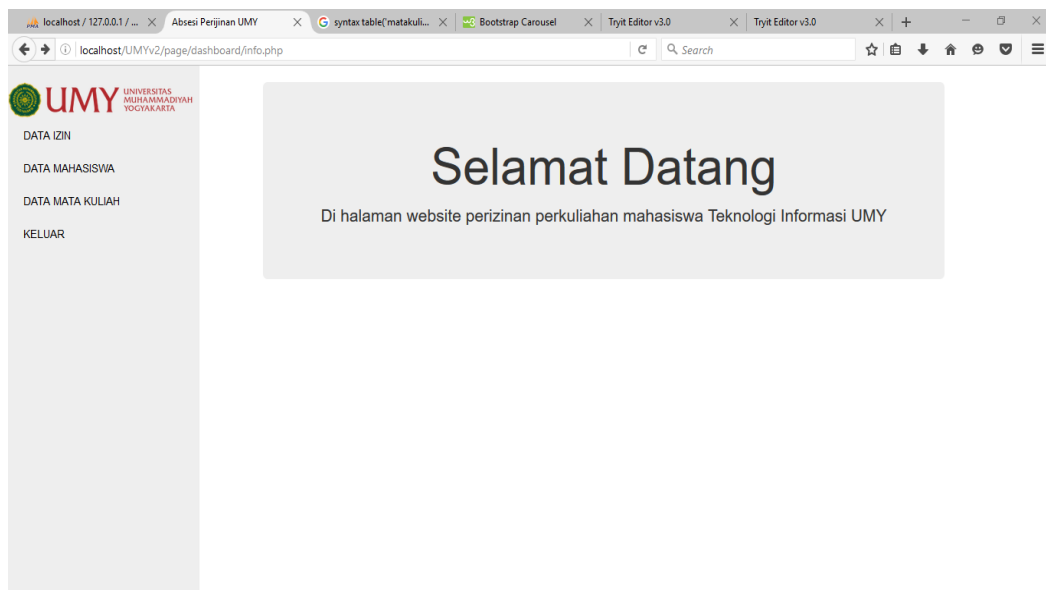 localhost / 127.0.0.1 / ...
Absesi Perijinan UMY
syntax table('matakuli...
Bootstrap Carousel
Tryit Editor v3.0
Tryit Editor v3.0
localhost/UMYv2/page/dashboard/info.php
Search
UMY
UNIVERSITAS
MUHAMMADIYAH
YOGYAKARTA
DATA IZIN
DATA MAHASISWA
DATA MATA KULIAH
KELUAR
Selamat Datang
Di halaman website perizinan perkuliahan mahasiswa Teknologi Informasi UMY